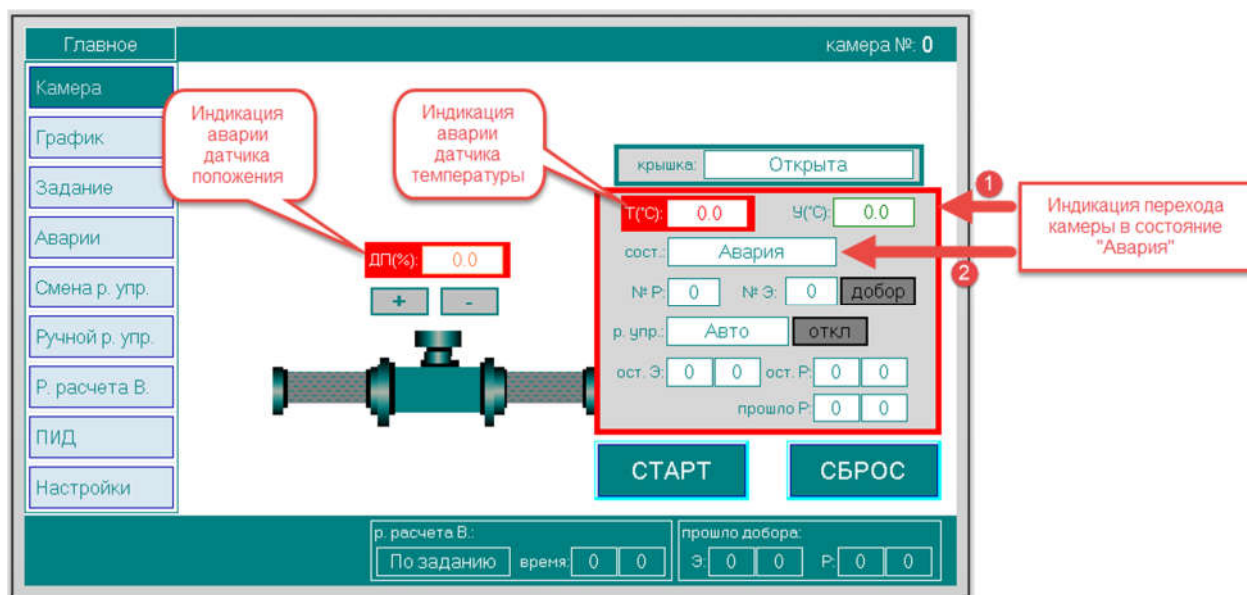 Главное
камера №: 0
Камера
График
Задание
Аварии
Смена р. упр.
Ручной р. упр.
Р. расчета В.
ПИД
Настройки
Индикация
аварии
датчика
положения
Индикация
аварии
датчика
температуры
ДП(%): 0.0
+ -
крышка: Открыта
Т(°С): 0.0 У(°С): 0.0
сост.: Авария
№ Р: 0 № Э: 0 добор
р. упр.: Авто откл
ост. Э: 0 0 ост. Р: 0 0
прошло Р: 0 0
СТАРТ СБРОС
1
2
Индикация перехода
камеры в состояние
"Авария"
р. расчета В.:
По заданию время: 0 0
прошло добора:
Э: 0 0 Р: 0 0